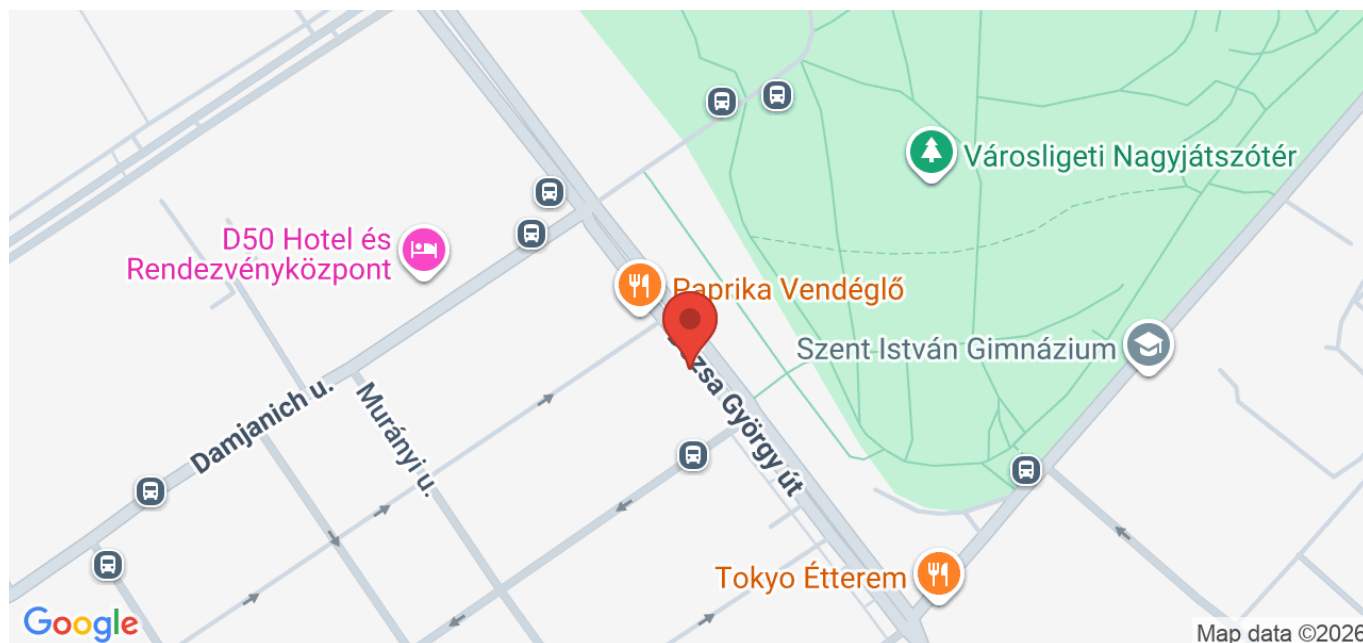 Városligeti Nagyjátszótér
D50 Hotel és
Rendezvényközpont
Paprika Vendéglő
Szent István Gimnázium
György út
Damjanich u.
Murányi u.
Tokyo Étterem
Google
Map data ©2026